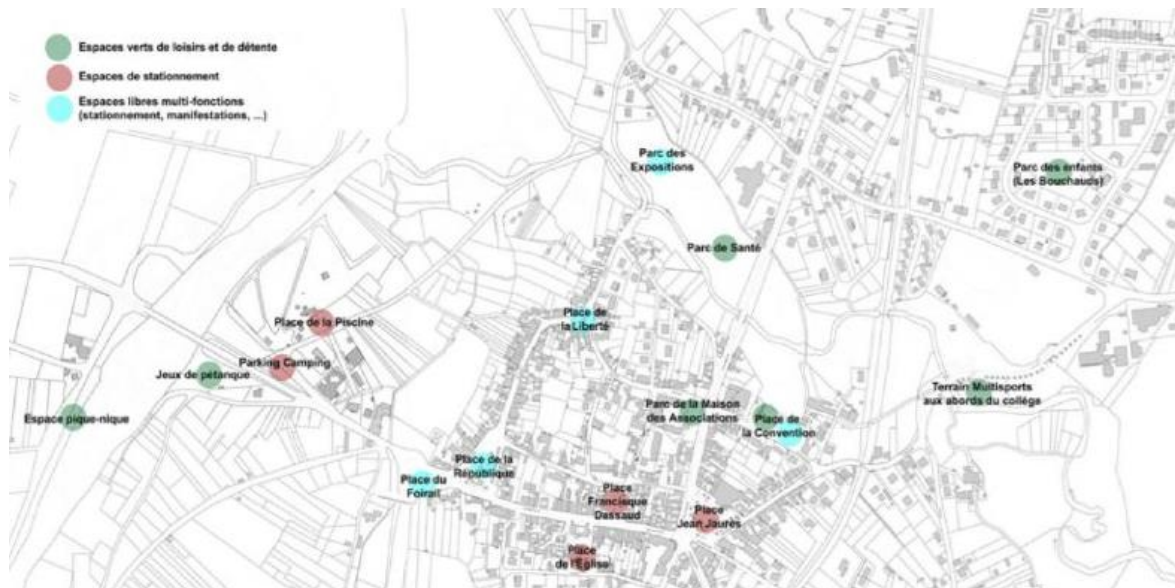 Espaces verts de loisirs et de détente
Espaces de stationnement
Espaces libres multi-fonctions
(stationnement, manifestations, ...)
Parc des
Expositions
Parc des enfants
(Les Bouchauds)
Parc de Santé
Place de
la Liberté
Place de la Piscine
Parking Camping
Jeux de pétanque
Espace pique-nique
Terrain Multisports
aux abords du collège
Parc de la Maison
des Associations
Place de
la Convention
Place de la
République
Place du
Foirail
Place
Francisque
Dassaud
Place
Jean Jaurès
Place
de l'Église